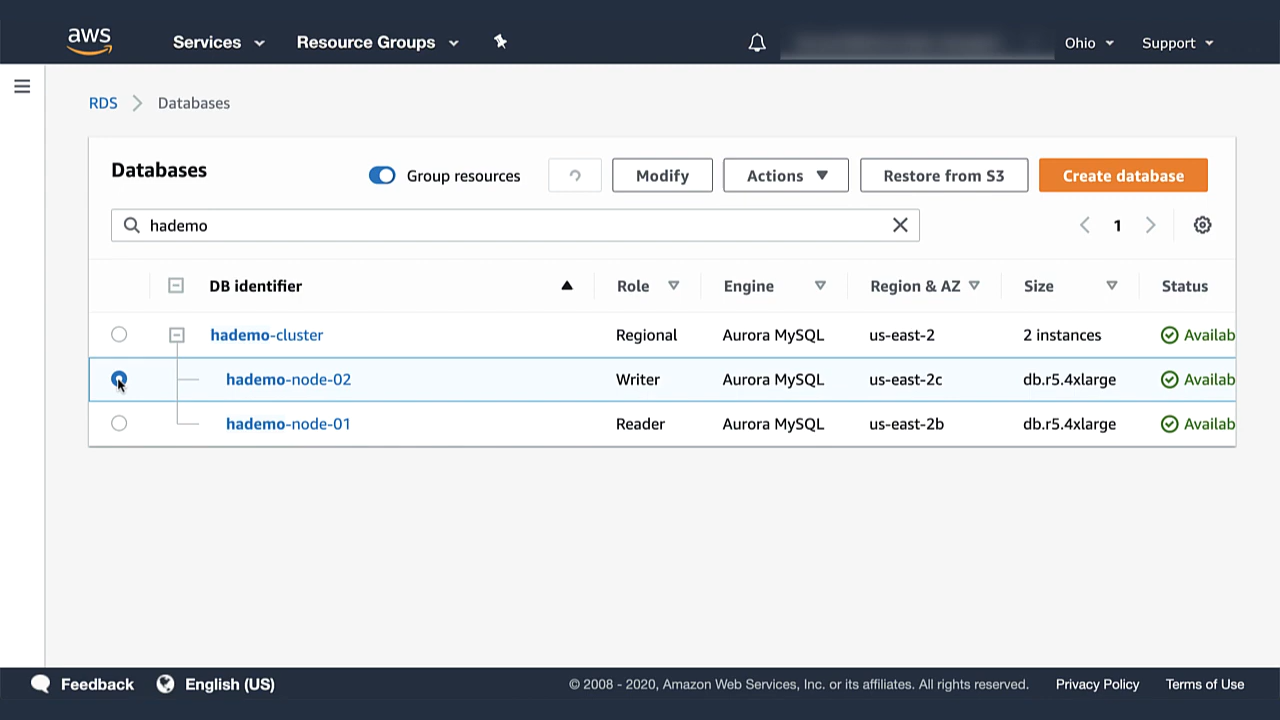 aws Services Resource Groups Ohio Support
RDS Databases
Databases Group resources Modify Actions Restore from S3 Create database
hademo 1
DB identifier Role Engine Region & AZ Size Status
hademo-cluster Regional Aurora MySQL us-east-2 2 instances Availab
hademo-node-02 Writer Aurora MySQL us-east-2c db.r5.4xlarge Availab
hademo-node-01 Reader Aurora MySQL us-east-2b db.r5.4xlarge Availab
Feedback English (US) © 2008 - 2020, Amazon Web Services, Inc. or its affiliates. All rights reserved. Privacy Policy Terms of Use